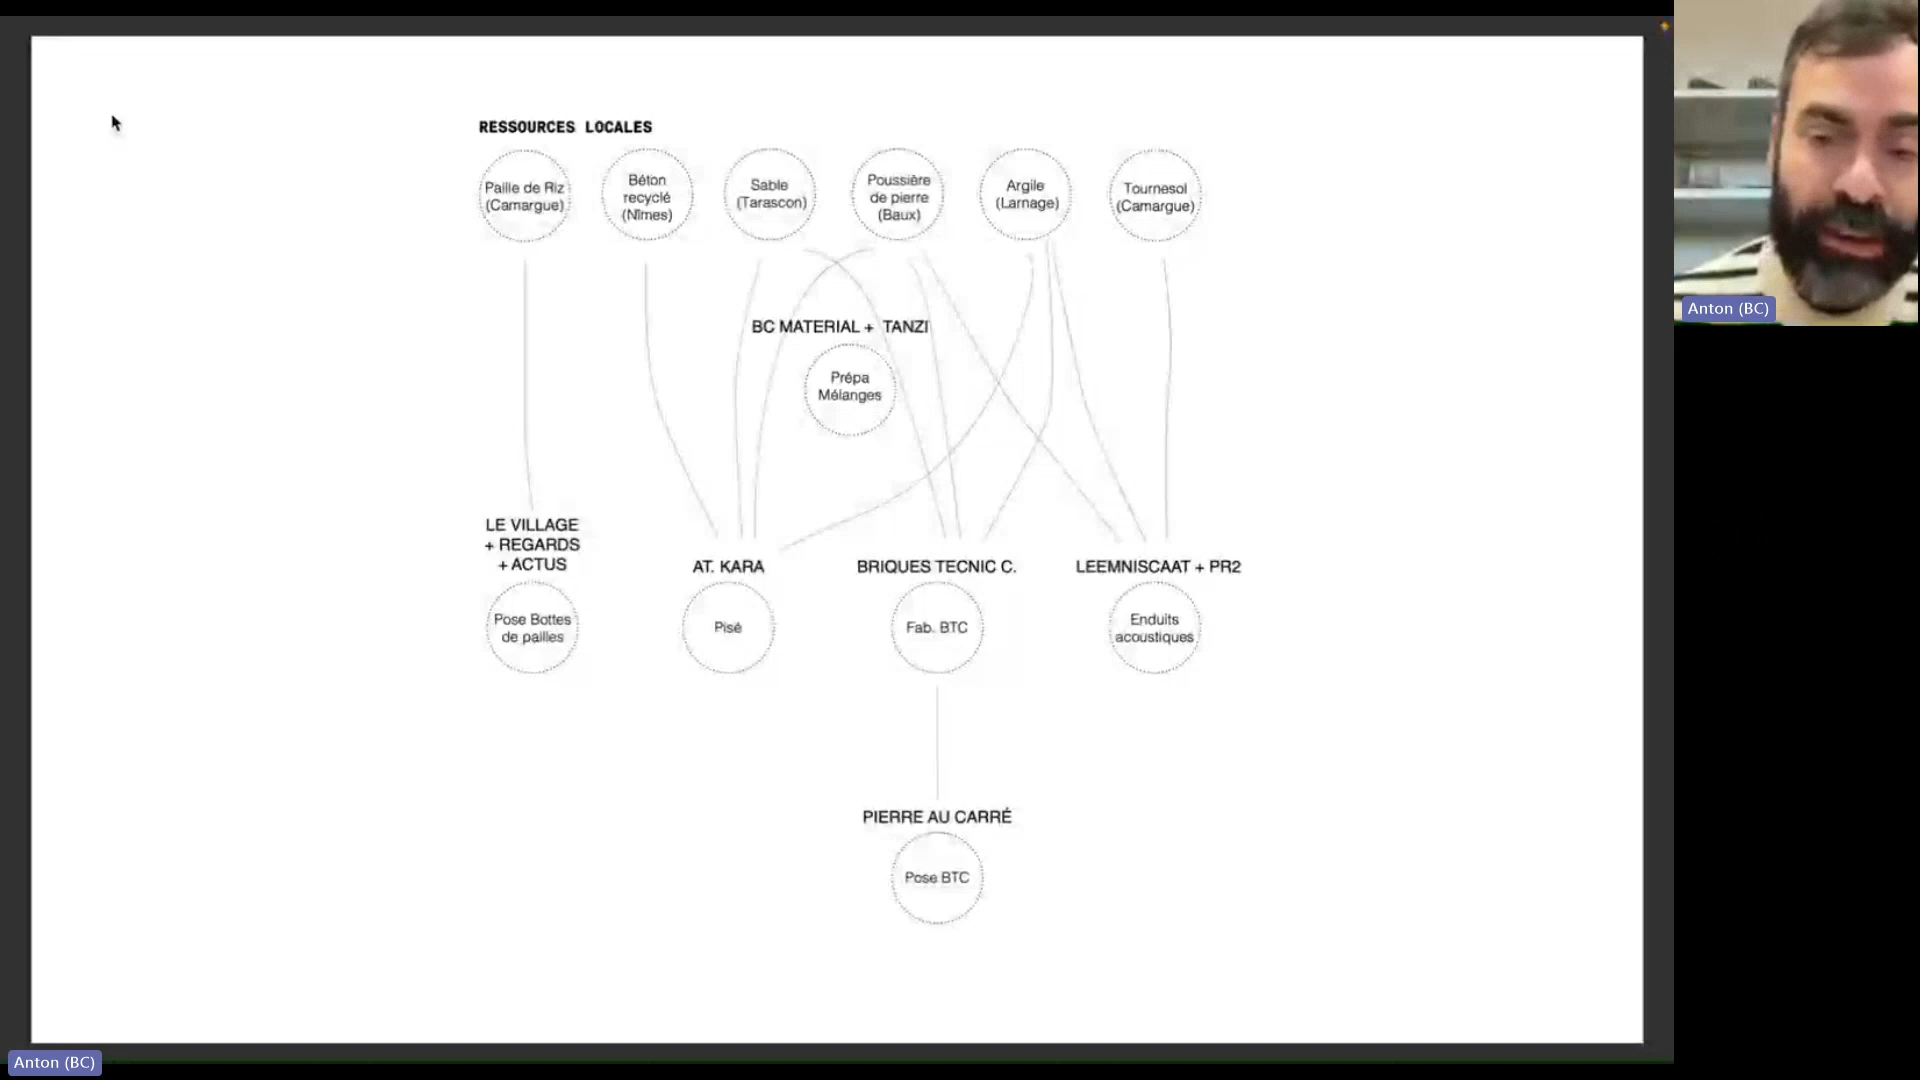 RESSOURCES LOCALES
Paille de Riz
(Camargue)
Béton
recyclé
(Nîmes)
Sable
(Tarascon)
Poussière
de pierre
(Baux)
Argile
(Larnage)
Tournesol
(Camargue)
BC MATERIAL + TANZI
Prépa
Mélanges
LE VILLAGE
+ REGARDS
+ ACTUS
Pose Bottes
de pailles
AT. KARA
Pisé
BRIQUES TECNIC C.
Fab. BTC
LEEMNISCAAT + PR2
Enduits
acoustiques
PIERRE AU CARRÉ
Pose BTC
Anton (BC)
Anton (BC)